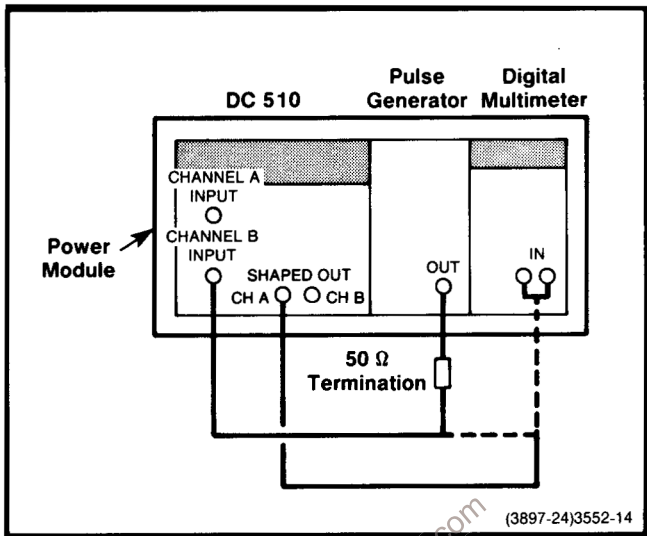 Pulse Generator
Digital Multimeter
DC 510
CHANNEL A
INPUT
CHANNEL B
INPUT
Power
Module
SHAPED OUT
CH A
CH B
OUT
IN
50 Ω
Termination
(3897-24)3552-14
com